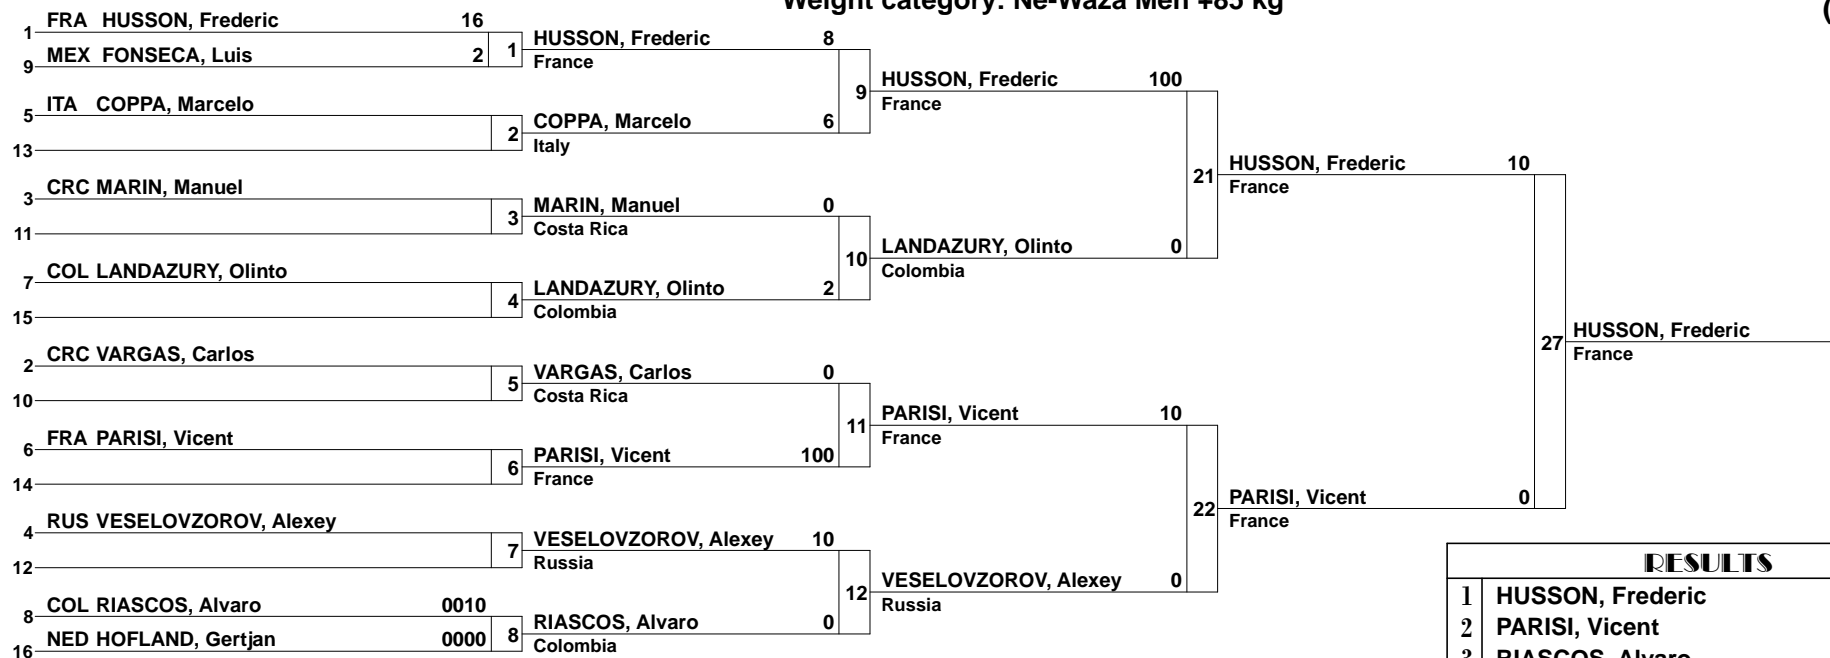 Weight category: Ne-Waza Men +85 kg
(
1 FRA HUSSON, Frederic 16
9 MEX FONSECA, Luis 2
1
5 ITA COPPA, Marcelo
13
2
3 CRC MARIN, Manuel
11
3
7 COL LANDAZURY, Olinto
15
4
2 CRC VARGAS, Carlos
10
5
6 FRA PARISI, Vicent
14
6
4 RUS VESELOVZOROV, Alexey
12
7
8 COL RIASCOS, Alvaro 0010
16 NED HOFLAND, Gertjan 0000
8
HUSSON, Frederic 8
France
COPPA, Marcelo 6
Italy
9
MARIN, Manuel 0
Costa Rica
LANDAZURY, Olinto 2
Colombia
10
VARGAS, Carlos 0
Costa Rica
PARISI, Vicent 100
France
11
VESELOVZOROV, Alexey 10
Russia
RIASCOS, Alvaro 0
Colombia
12
HUSSON, Frederic 100
France
LANDAZURY, Olinto 0
Colombia
21
PARISI, Vicent 10
France
VESELOVZOROV, Alexey 0
Russia
22
HUSSON, Frederic 10
France
PARISI, Vicent 0
France
27
HUSSON, Frederic
France
RESULTS
1 HUSSON, Frederic
2 PARISI, Vicent
3 RIASCOS, Alvaro